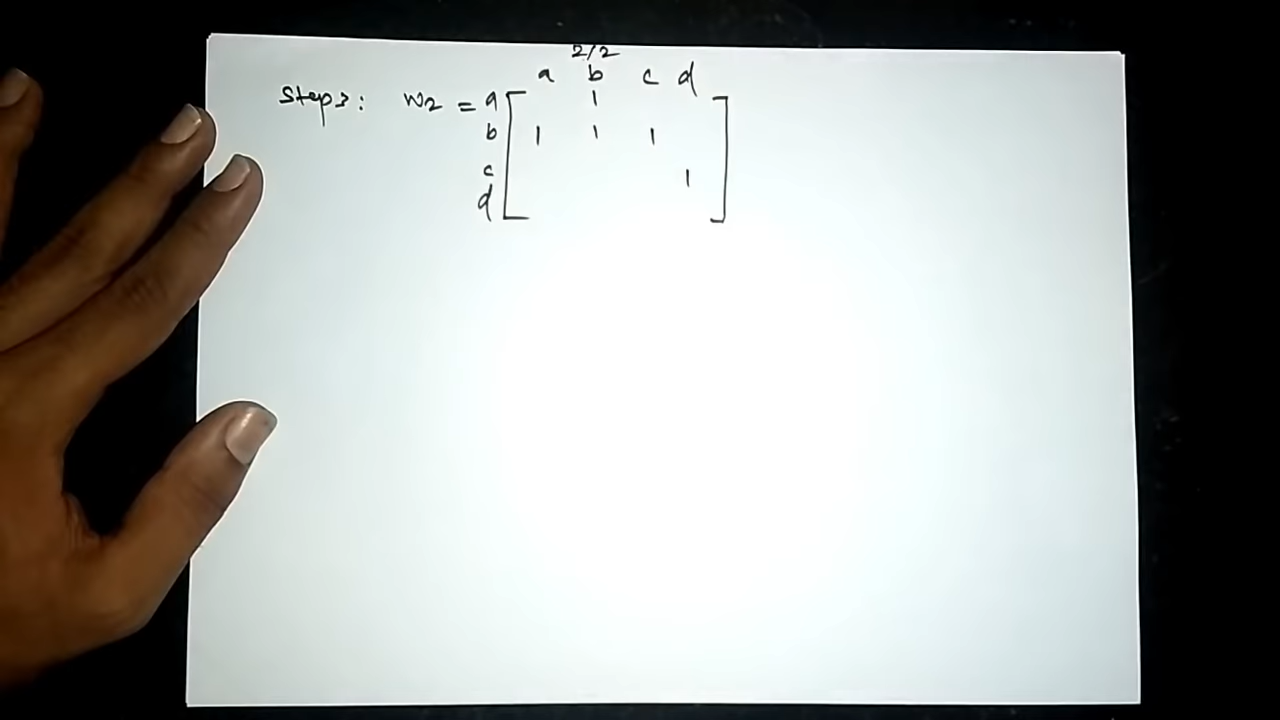 2/2
a b c d
Step3: W2 = a [ 1 ]
b 1 1 1
c 1
d